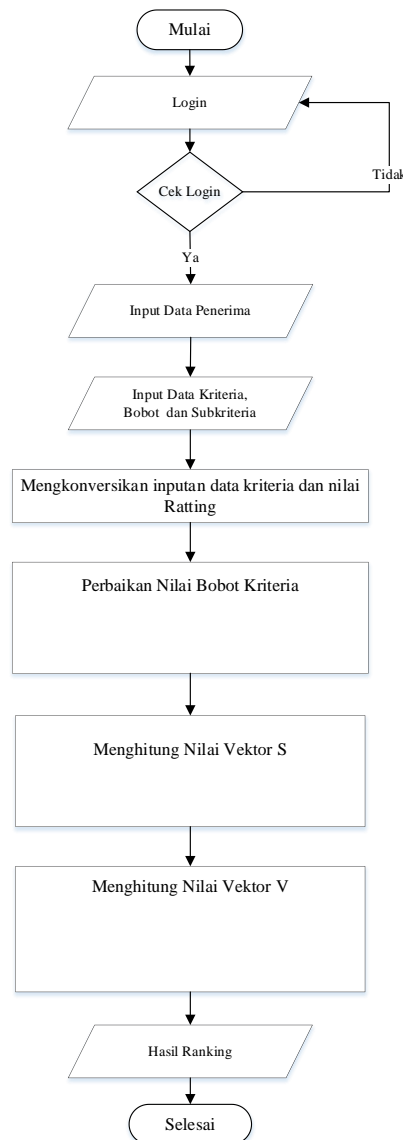 Mulai
Login
Cek Login
Tidak
Ya
Input Data Penerima
Input Data Kriteria,
Bobot dan Subkriteria
Mengkonversikan inputan data kriteria dan nilai
Ratting
Perbaikan Nilai Bobot Kriteria
Menghitung Nilai Vektor S
Menghitung Nilai Vektor V
Hasil Ranking
Selesai